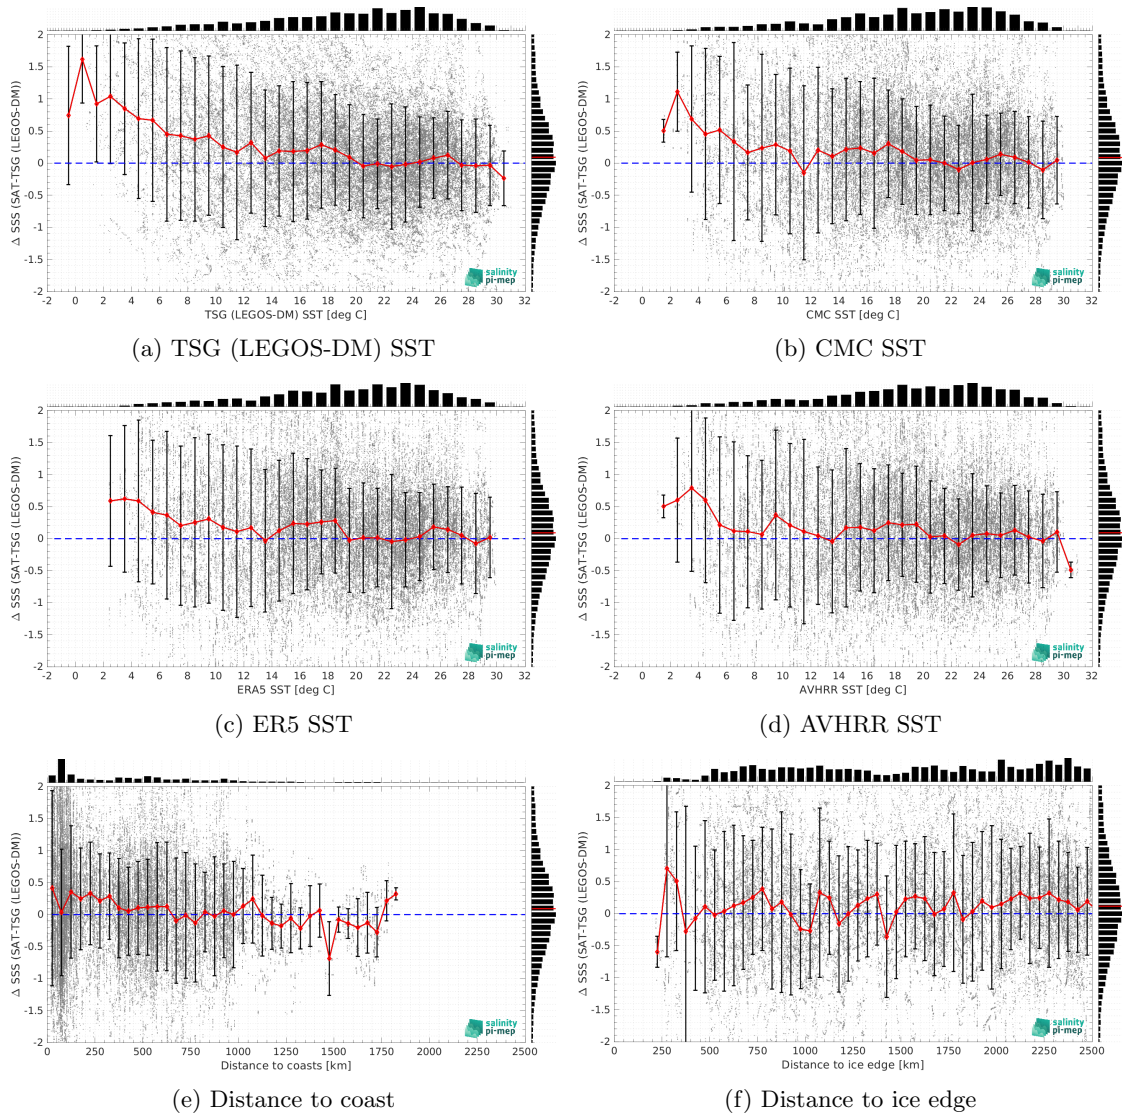 2
1.5
1
0.5
0
-0.5
-1
-1.5
-2
Δ SSS (SAT-TSG (LEGOS-DM))
salinity
pi-mep
-2 0 2 4 6 8 10 12 14 16 18 20 22 24 26 28 30 32
TSG (LEGOS-DM) SST [deg C]
(a) TSG (LEGOS-DM) SST
2
1.5
1
0.5
0
-0.5
-1
-1.5
-2
Δ SSS (SAT-TSG (LEGOS-DM))
salinity
pi-mep
-2 0 2 4 6 8 10 12 14 16 18 20 22 24 26 28 30 32
CMC SST [deg C]
(b) CMC SST
2
1.5
1
0.5
0
-0.5
-1
-1.5
-2
Δ SSS (SAT-TSG (LEGOS-DM))
salinity
pi-mep
-2 0 2 4 6 8 10 12 14 16 18 20 22 24 26 28 30 32
ERA5 SST [deg C]
(c) ER5 SST
2
1.5
1
0.5
0
-0.5
-1
-1.5
-2
Δ SSS (SAT-TSG (LEGOS-DM))
salinity
pi-mep
-2 0 2 4 6 8 10 12 14 16 18 20 22 24 26 28 30 32
AVHRR SST [deg C]
(d) AVHRR SST
2
1.5
1
0.5
0
-0.5
-1
-1.5
-2
Δ SSS (SAT-TSG (LEGOS-DM))
salinity
pi-mep
0 250 500 750 1000 1250 1500 1750 2000 2250 2500
Distance to coasts [km]
(e) Distance to coast
2
1.5
1
0.5
0
-0.5
-1
-1.5
-2
Δ SSS (SAT-TSG (LEGOS-DM))
salinity
pi-mep
0 250 500 750 1000 1250 1500 1750 2000 2250 2500
Distance to ice edge [km]
(f) Distance to ice edge